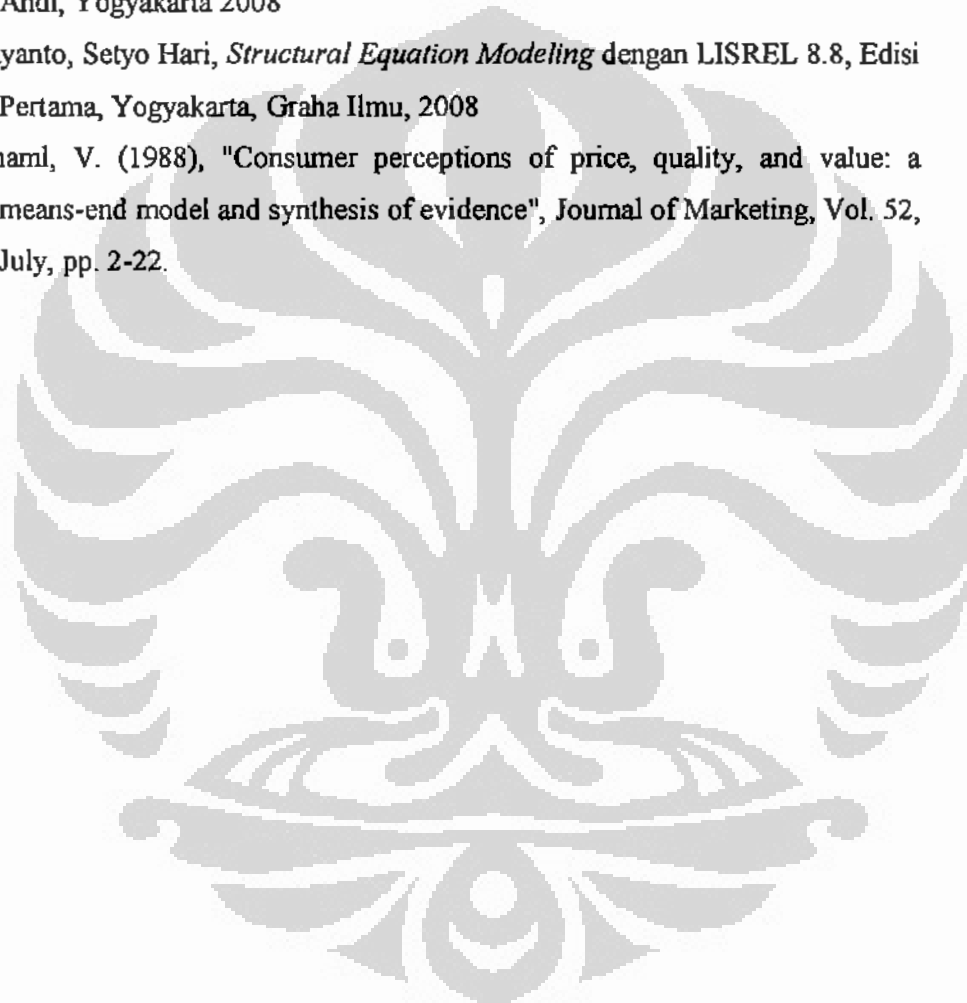 Andi, Yogyakarta 2008
yanto, Setyo Hari, Structural Equation Modeling dengan LISREL 8.8, Edisi
Pertama, Yogyakarta, Graha Ilmu, 2008
aml, V. (1988), "Consumer perceptions of price, quality, and value: a
means-end model and synthesis of evidence", Journal of Marketing, Vol. 52,
July, pp. 2-22.